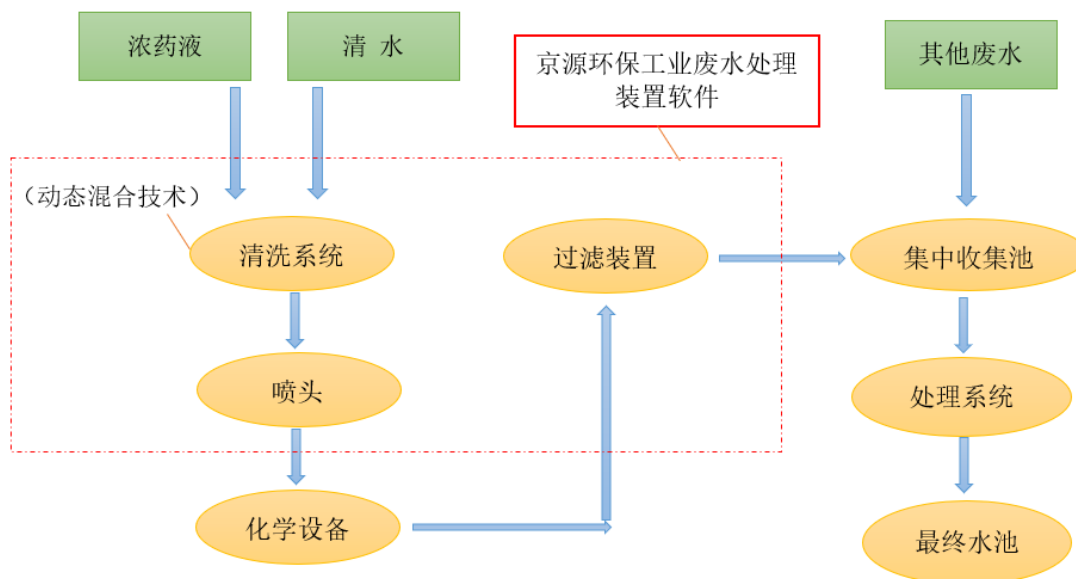 浓药液
清 水
京源环保工业废水处理
装置软件
其他废水
（动态混合技术）
清洗系统
过滤装置
集中收集池
喷头
处理系统
化学设备
最终水池